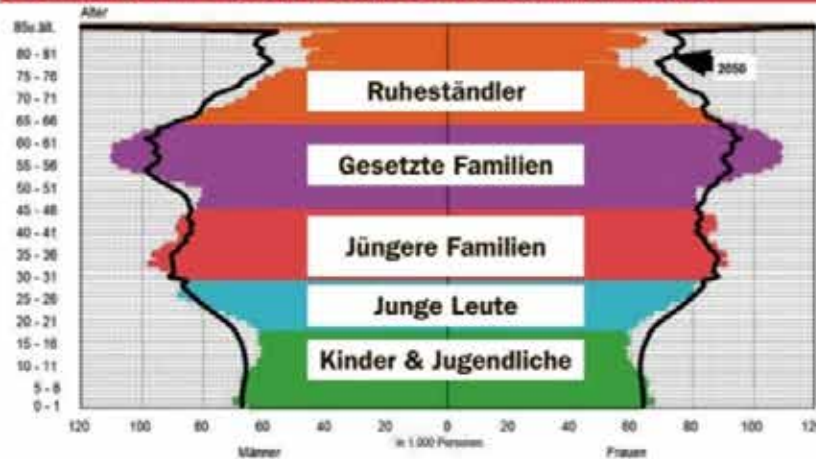 Alter
85u.ält.
80 - 81
75 - 76
70 - 71
65 - 66
60 - 61
55 - 56
50 - 51
45 - 46
40 - 41
35 - 36
30 - 31
25 - 26
20 - 21
15 - 16
10 - 11
5 - 6
0 - 1
2050
Ruheständler
Gesetzte Familien
Jüngere Familien
Junge Leute
Kinder & Jugendliche
120 100 80 60 40 20 0 20 40 60 80 100 120
Männer in 1.000 Personen Frauen